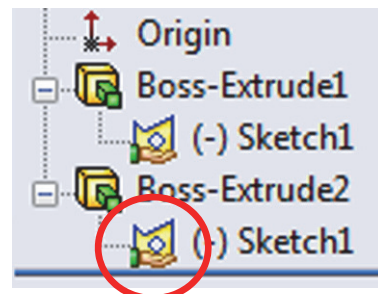 Origin
Boss-Extrude1
(-) Sketch1
Boss-Extrude2
(-) Sketch1